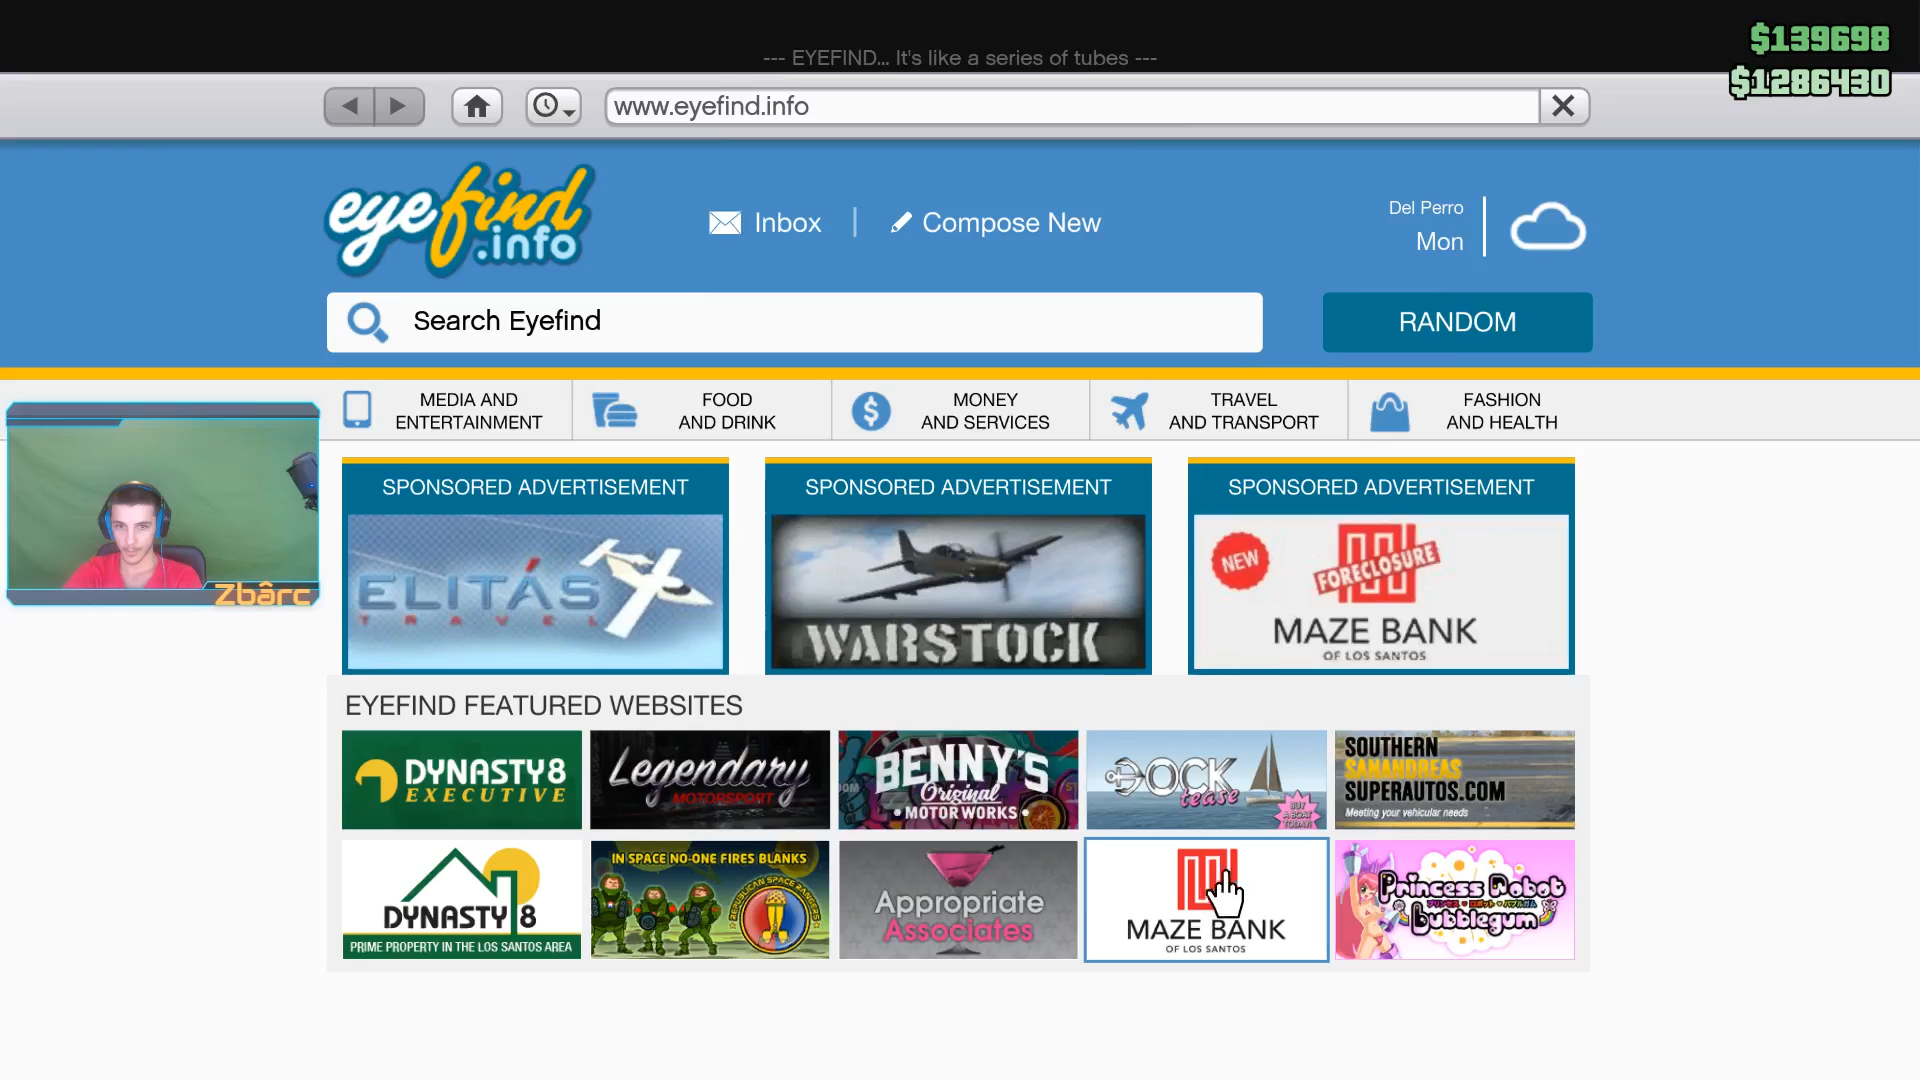 $139698
--- EYEFIND... It's like a series of tubes ---
$1286430
www.eyefind.info
eyefind
.info
Inbox
Compose New
Del Perro
Mon
Search Eyefind
RANDOM
MEDIA AND
ENTERTAINMENT
FOOD
AND DRINK
MONEY
AND SERVICES
TRAVEL
AND TRANSPORT
FASHION
AND HEALTH
Zbârc
SPONSORED ADVERTISEMENT
ELITÁS
TRAVEL
SPONSORED ADVERTISEMENT
WARSTOCK
SPONSORED ADVERTISEMENT
NEW
FORECLOSURE
MAZE BANK
OF LOS SANTOS
EYEFIND FEATURED WEBSITES
DYNASTY8
EXECUTIVE
Legendary
MOTORSPORT
BENNY'S
Original
• MOTOR WORKS •
DOCK
tease
BUY
A BOAT
TODAY!
SOUTHERN
SANANDREAS
SUPERAUTOS.COM
Meeting your vehicular needs
DYNASTY 8
PRIME PROPERTY IN THE LOS SANTOS AREA
IN SPACE NO-ONE FIRES BLANKS
REPUBLICAN SPACE RANGERS
Appropriate
Associates
MAZE BANK
OF LOS SANTOS
Princess Robot
Bubblegum